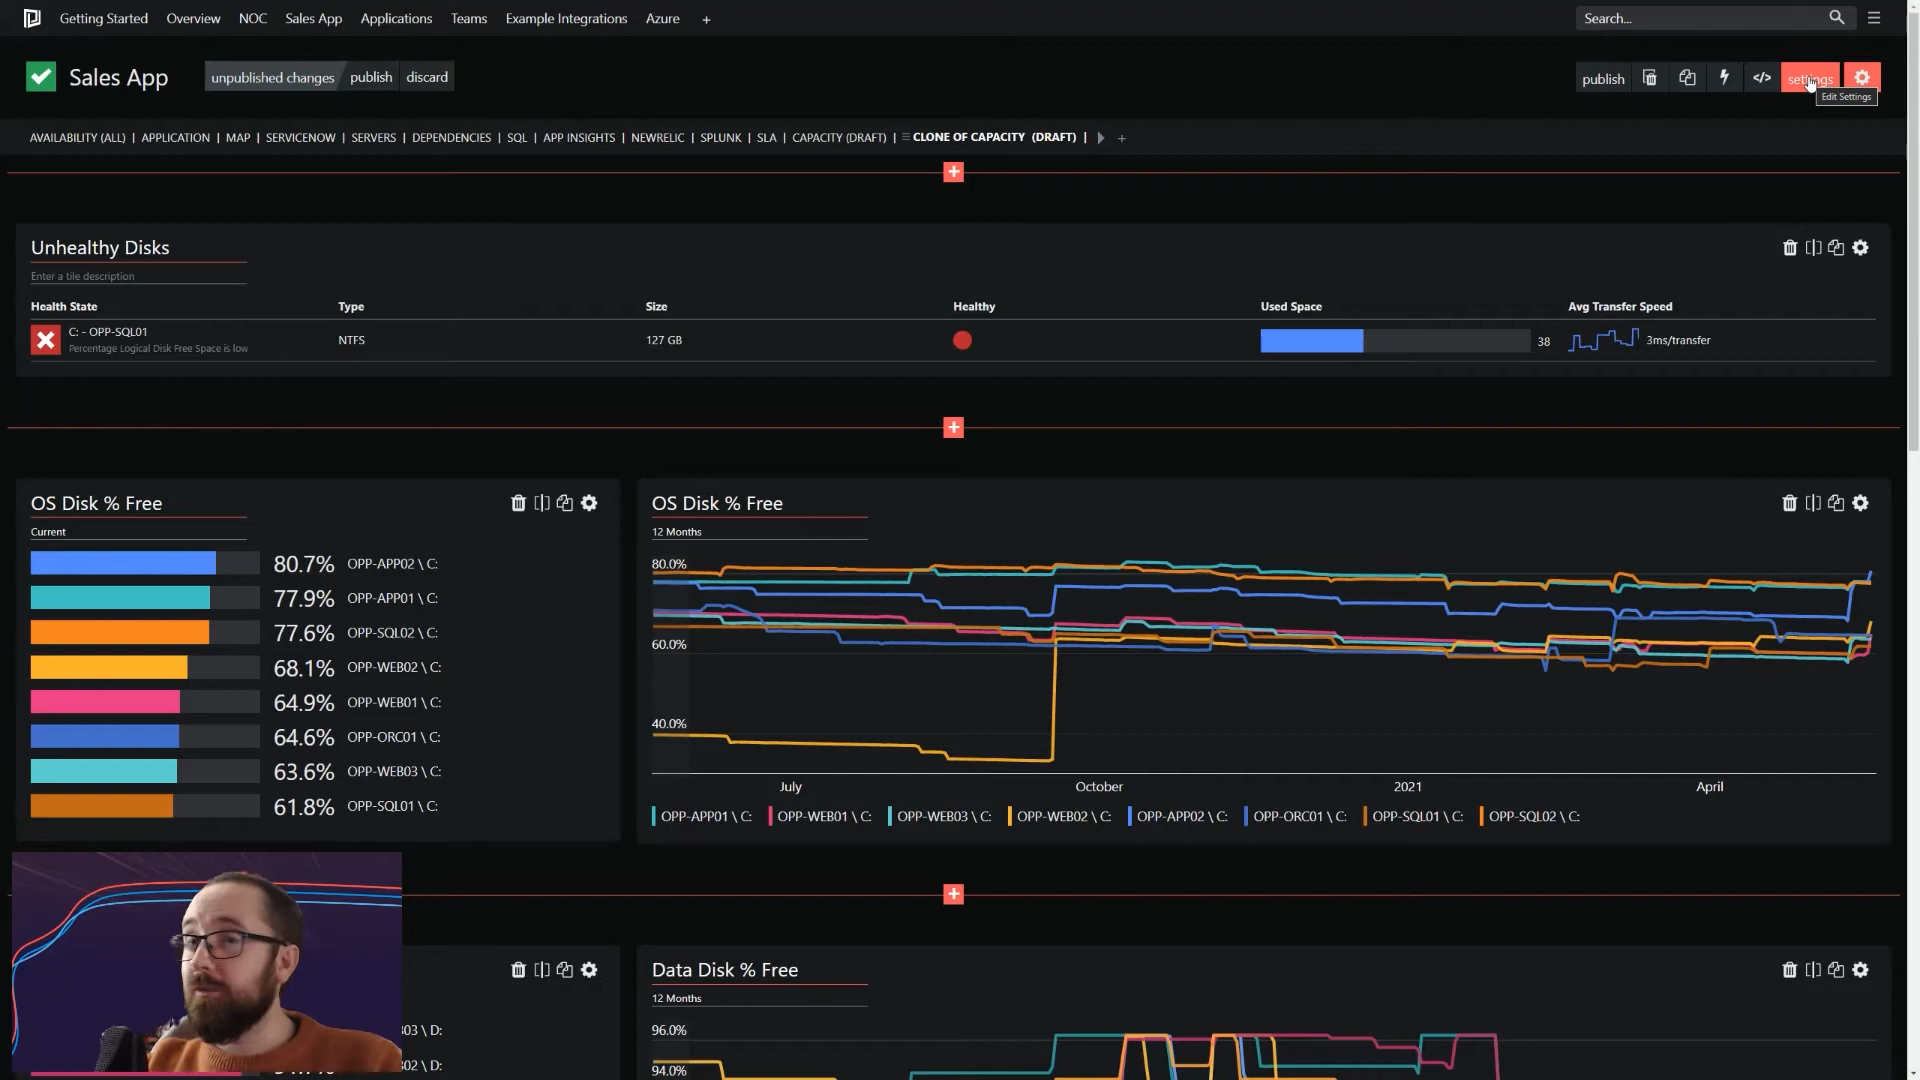 Getting Started Overview NOC Sales App Applications Teams Example Integrations Azure +
Search...
Sales App
unpublished changes publish discard
publish </> settings
Edit Settings
AVAILABILITY (ALL) | APPLICATION | MAP | SERVICENOW | SERVERS | DEPENDENCIES | SQL | APP INSIGHTS | NEWRELIC | SPLUNK | SLA | CAPACITY (DRAFT) | CLONE OF CAPACITY (DRAFT) | +
Unhealthy Disks
Enter a tile description
Health State Type Size Healthy Used Space Avg Transfer Speed
C: - OPP-SQL01
Percentage Logical Disk Free Space is low
NTFS 127 GB 38 3ms/transfer
OS Disk % Free
Current
80.7% OPP-APP02 \ C:
77.9% OPP-APP01 \ C:
77.6% OPP-SQL02 \ C:
68.1% OPP-WEB02 \ C:
64.9% OPP-WEB01 \ C:
64.6% OPP-ORC01 \ C:
63.6% OPP-WEB03 \ C:
61.8% OPP-SQL01 \ C:
OS Disk % Free
12 Months
80.0%
60.0%
40.0%
July October 2021 April
OPP-APP01 \ C: OPP-WEB01 \ C: OPP-WEB03 \ C: OPP-WEB02 \ C: OPP-APP02 \ C: OPP-ORC01 \ C: OPP-SQL01 \ C: OPP-SQL02 \ C:
B03 \ D:
B02 \ D:
Data Disk % Free
12 Months
96.0%
94.0%